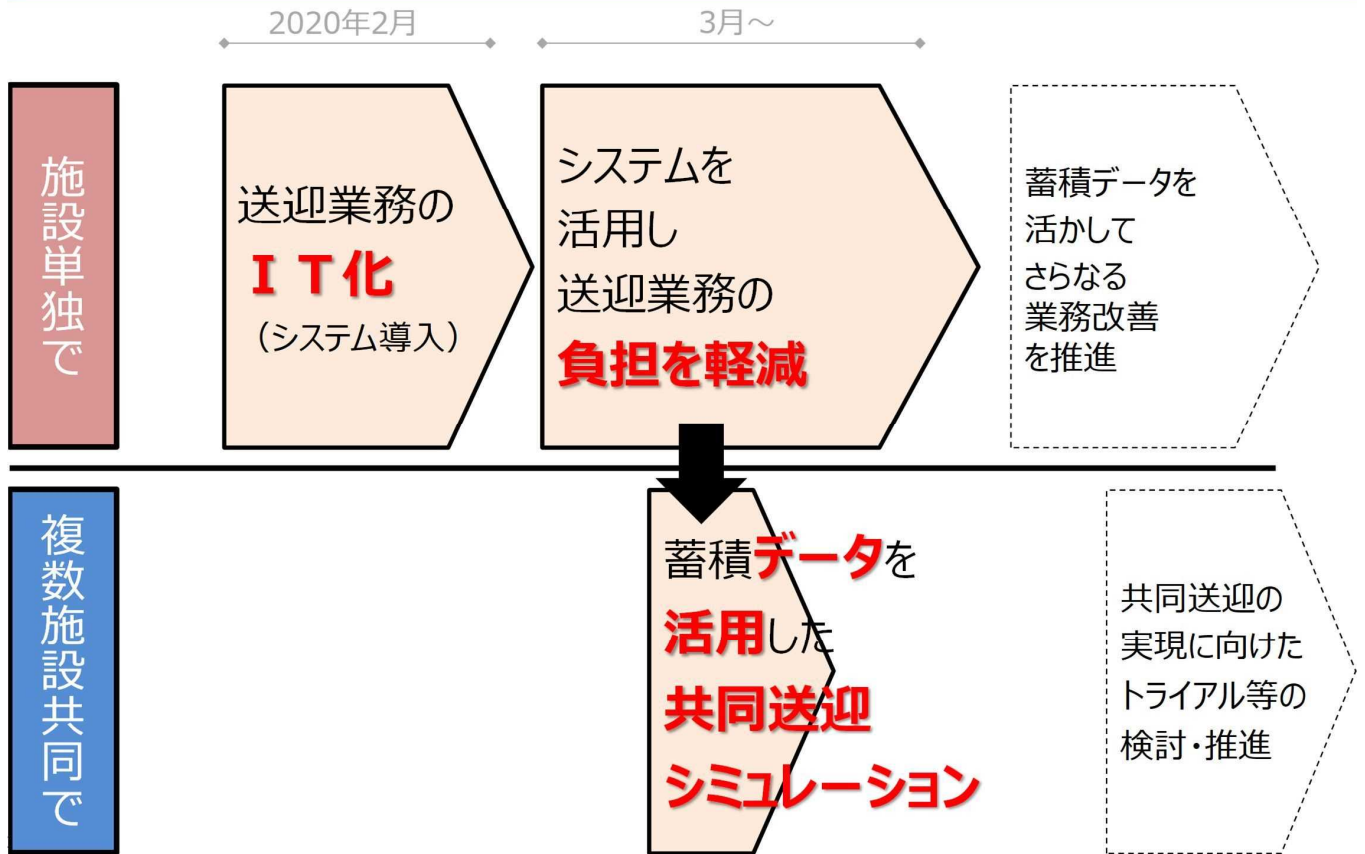 2020年2月
3月～
施設単独で
送迎業務の
ＩＴ化
（システム導入）
システムを
活用し
送迎業務の
負担を軽減
蓄積データを
活かして
さらなる
業務改善
を推進
複数施設共同で
蓄積データを
活用した
共同送迎
シミュレーション
共同送迎の
実現に向けた
トライアル等の
検討・推進